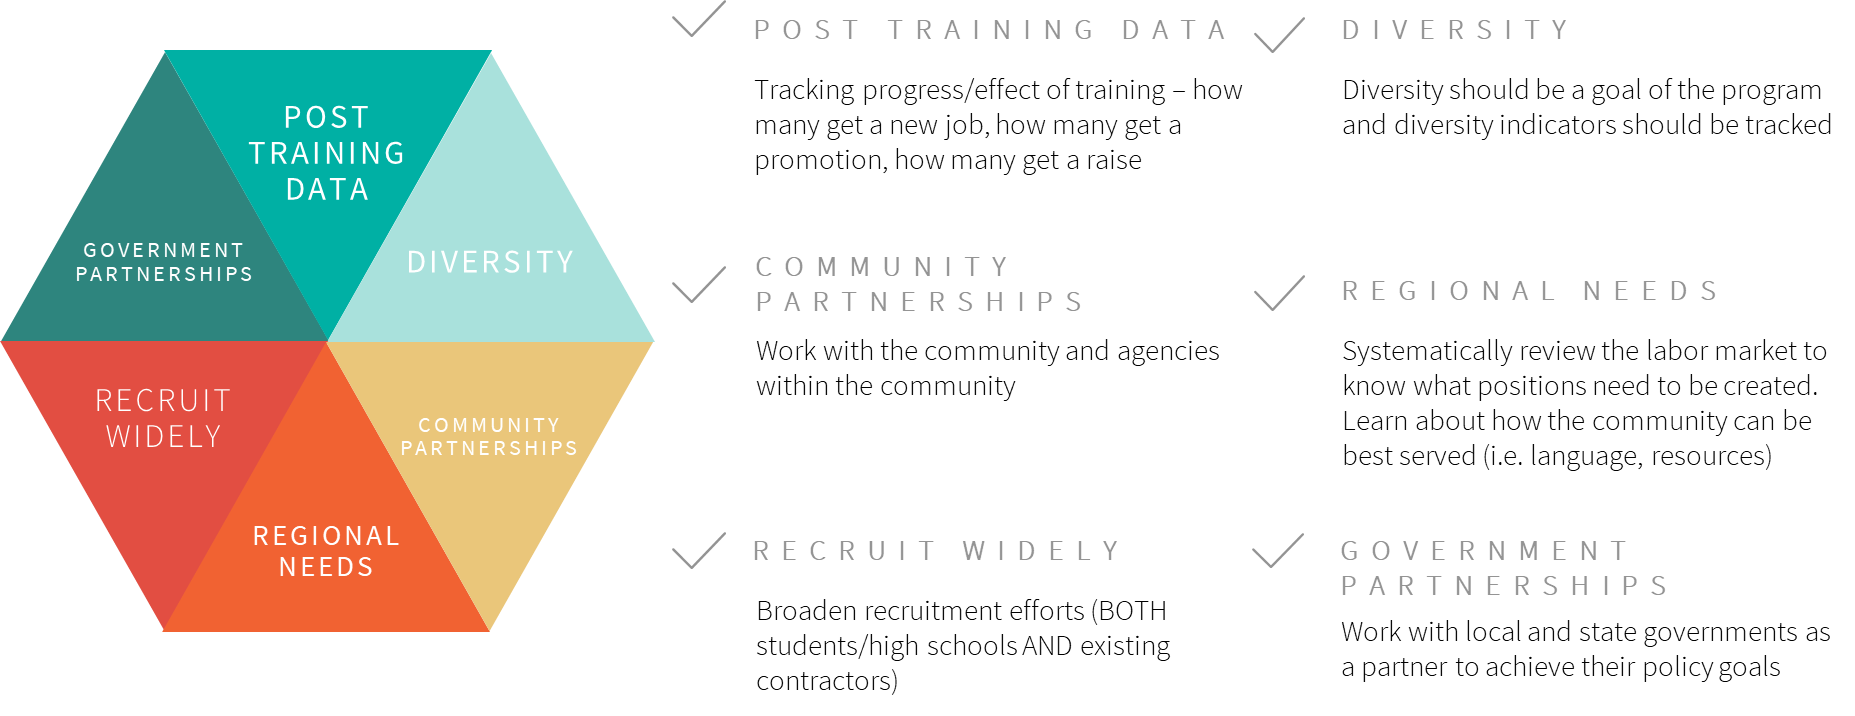 POST
TRAINING
DATA
GOVERNMENT
PARTNERSHIPS
DIVERSITY
RECRUIT
WIDELY
COMMUNITY
PARTNERSHIPS
REGIONAL
NEEDS
POST TRAINING DATA
Tracking progress/effect of training – how
many get a new job, how many get a
promotion, how many get a raise
DIVERSITY
Diversity should be a goal of the program
and diversity indicators should be tracked
COMMUNITY
PARTNERSHIPS
Work with the community and agencies
within the community
REGIONAL NEEDS
Systematically review the labor market to
know what positions need to be created.
Learn about how the community can be
best served (i.e. language, resources)
RECRUIT WIDELY
Broaden recruitment efforts (BOTH
students/high schools AND existing
contractors)
GOVERNMENT
PARTNERSHIPS
Work with local and state governments as
a partner to achieve their policy goals